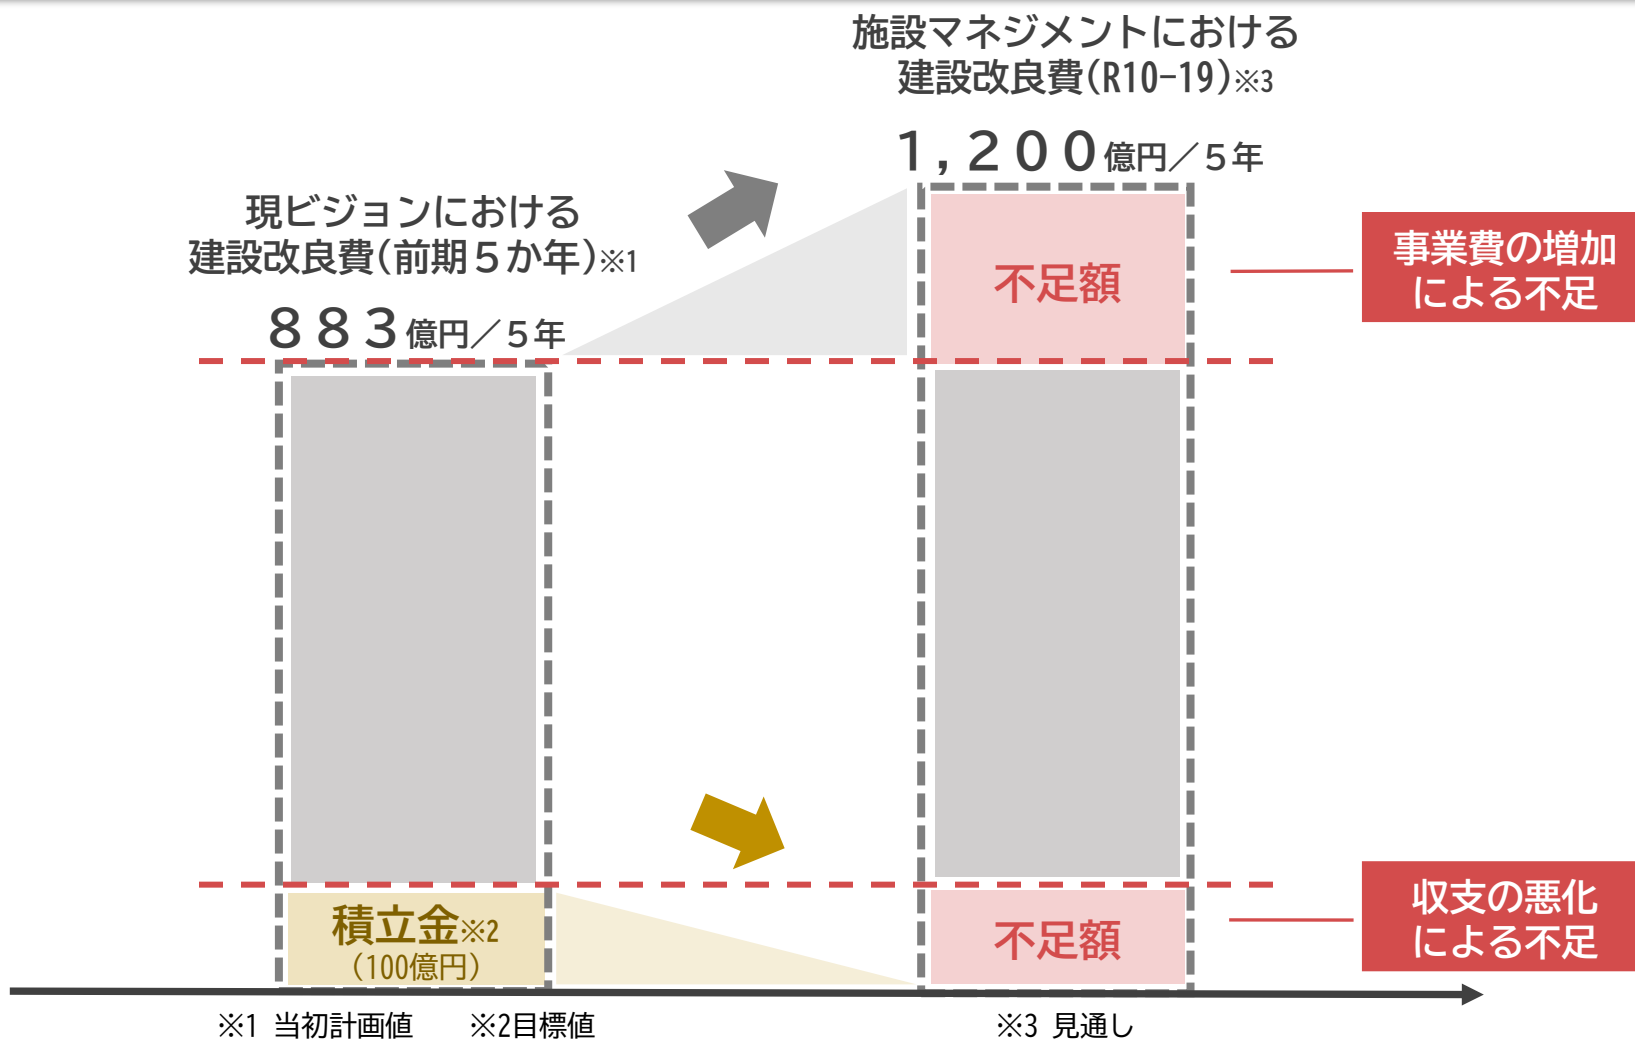 施設マネジメントにおける
建設改良費(R10-19)※3
1,200億円／5年
現ビジョンにおける
建設改良費(前期５か年)※1
８８３億円／5年
不足額
事業費の増加
による不足
積立金※2
（100億円）
不足額
収支の悪化
による不足
※1 当初計画値
※2目標値
※3 見通し